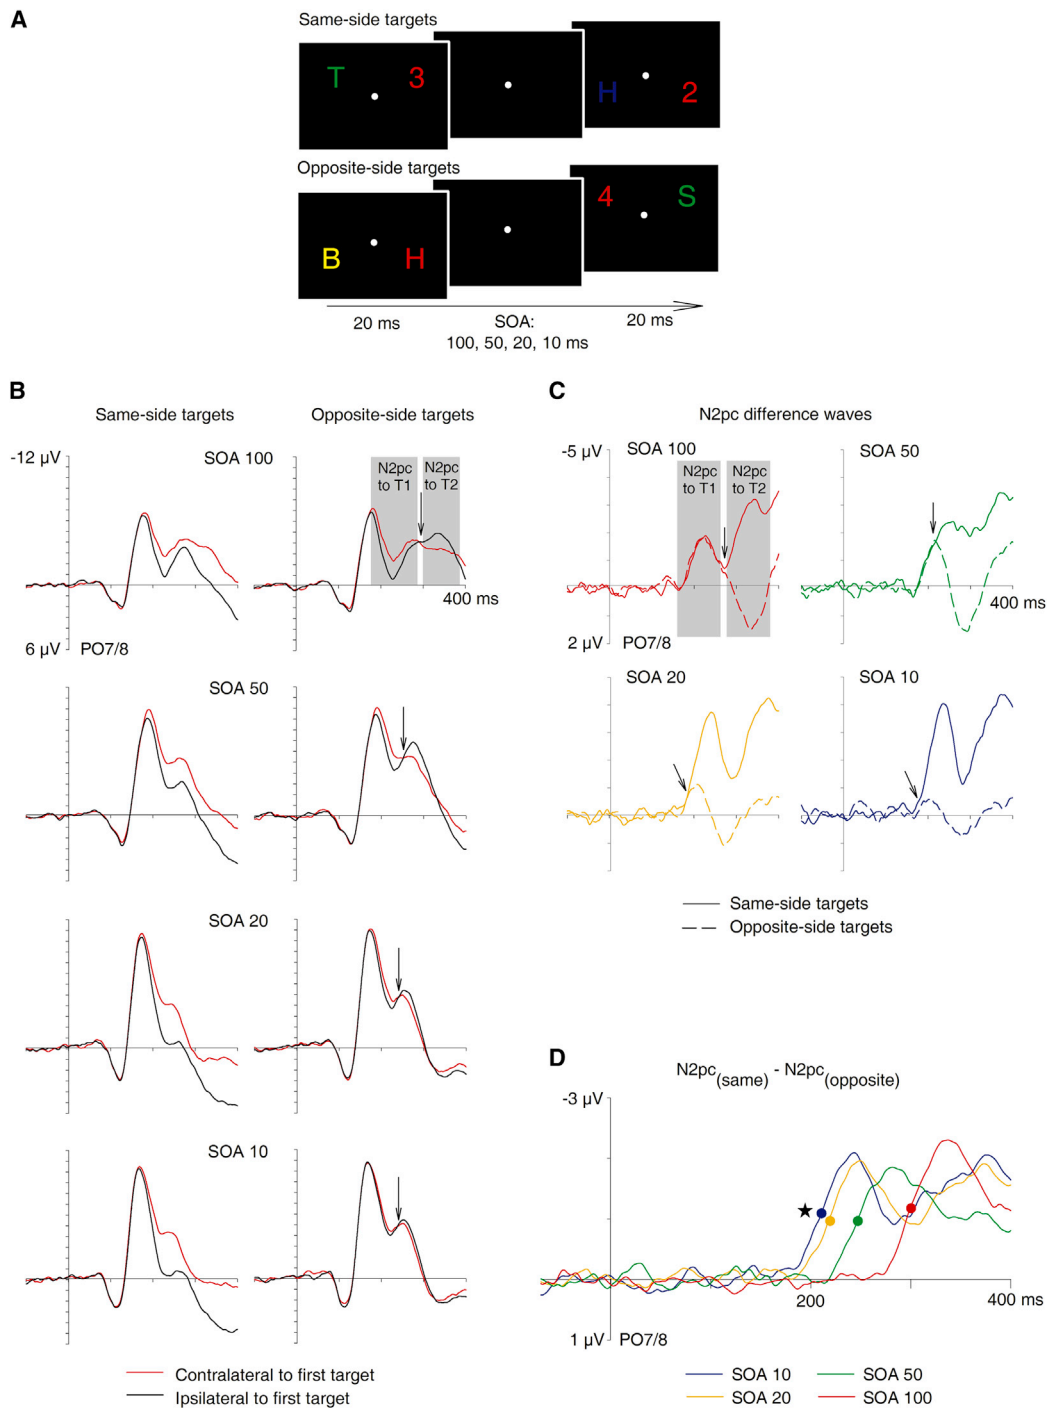 A
Same-side targets
T 3
H 2
Opposite-side targets
B H
4 S
20 ms
SOA:
100, 50, 20, 10 ms
20 ms
B
Same-side targets
Opposite-side targets
-12 µV
SOA 100
N2pc
to T1
N2pc
to T2
400 ms
6 µV
PO7/8
SOA 50
SOA 20
SOA 10
Contralateral to first target
Ipsilateral to first target
C
N2pc difference waves
-5 µV
SOA 100
N2pc
to T1
N2pc
to T2
2 µV
PO7/8
SOA 50
400 ms
SOA 20
SOA 10
Same-side targets
Opposite-side targets
D
N2pc(same) - N2pc(opposite)
-3 µV
200
400 ms
1 µV
PO7/8
SOA 10
SOA 50
SOA 20
SOA 100